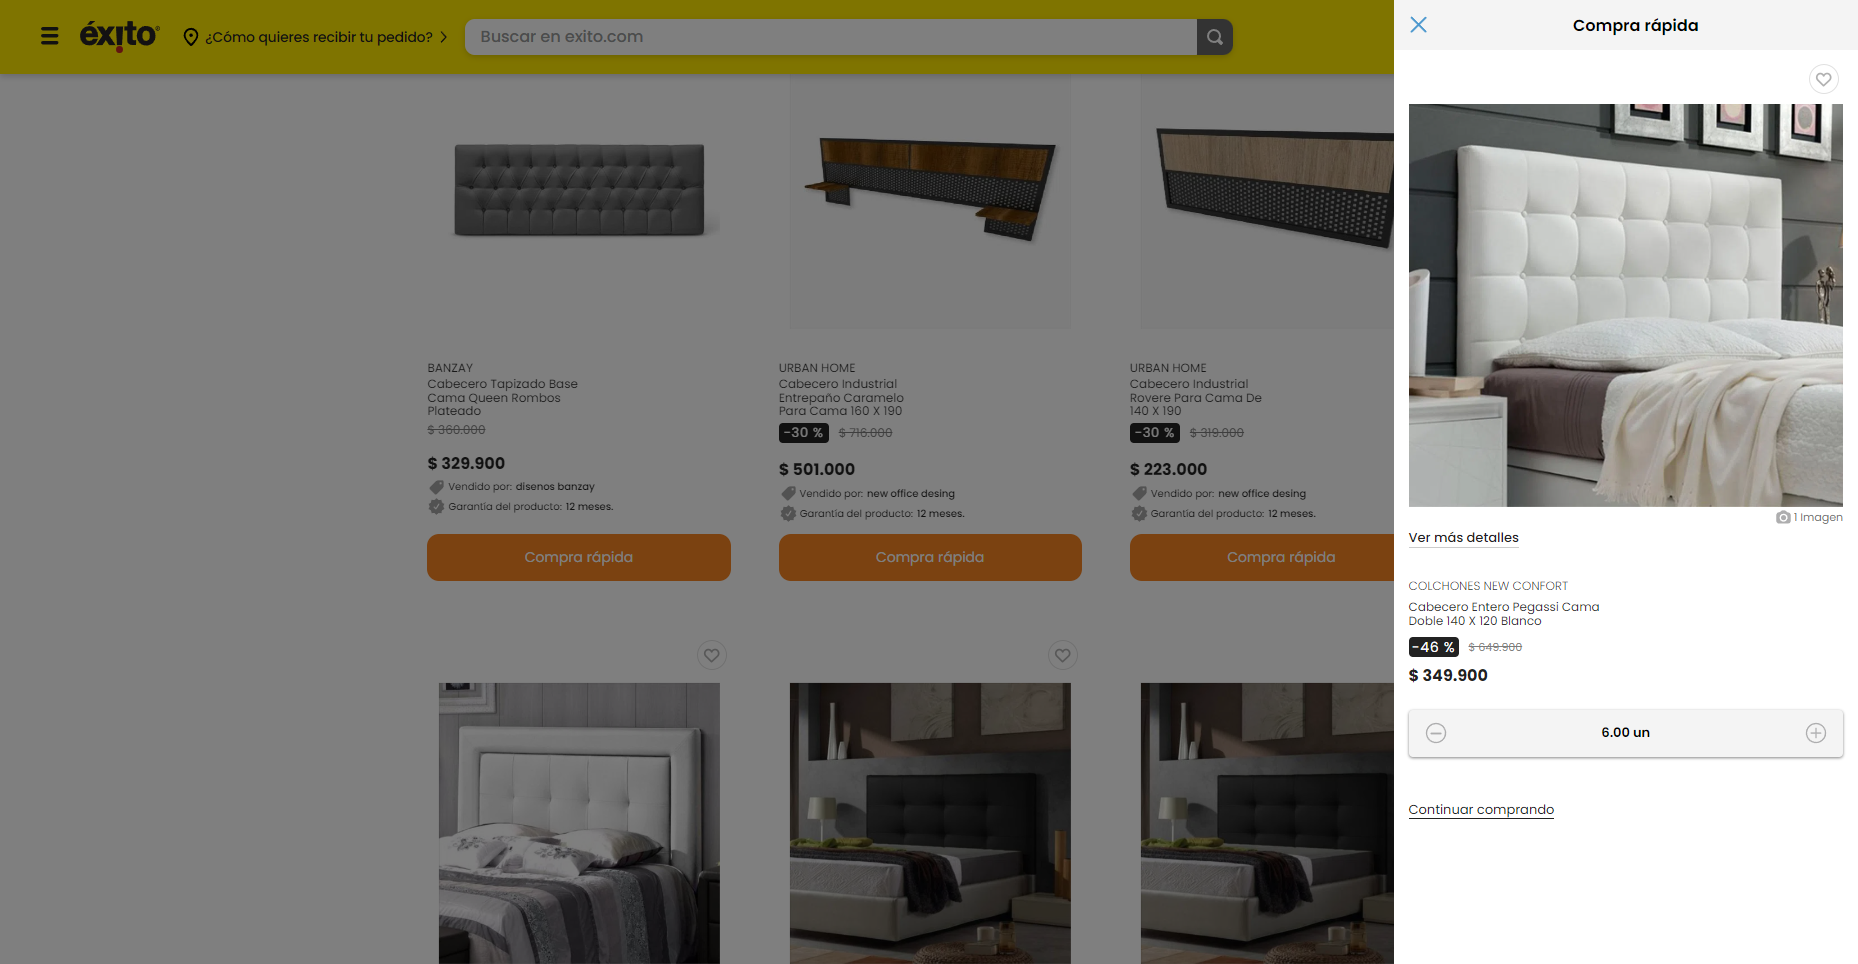 éxito
¿Cómo quieres recibir tu pedido?
Buscar en exito.com
BANZAY
Cabecero Tapizado Base
Cama Queen Rombos
Plateado
$ 360.000
$ 329.900
Vendido por: disenos banzay
Garantía del producto: 12 meses.
Compra rápida
URBAN HOME
Cabecero Industrial
Entrepaño Caramelo
Para Cama 160 X 190
-30 % $ 716.000
$ 501.000
Vendido por: new office desing
Garantía del producto: 12 meses.
Compra rápida
URBAN HOME
Cabecero Industrial
Rovere Para Cama De
140 X 190
-30 % $ 319.000
$ 223.000
Vendido por: new office desing
Garantía del producto: 12 meses.
Compra rápida
Compra rápida
1 Imagen
Ver más detalles
COLCHONES NEW CONFORT
Cabecero Entero Pegassi Cama
Doble 140 X 120 Blanco
-46 % $ 649.900
$ 349.900
6.00 un
Continuar comprando